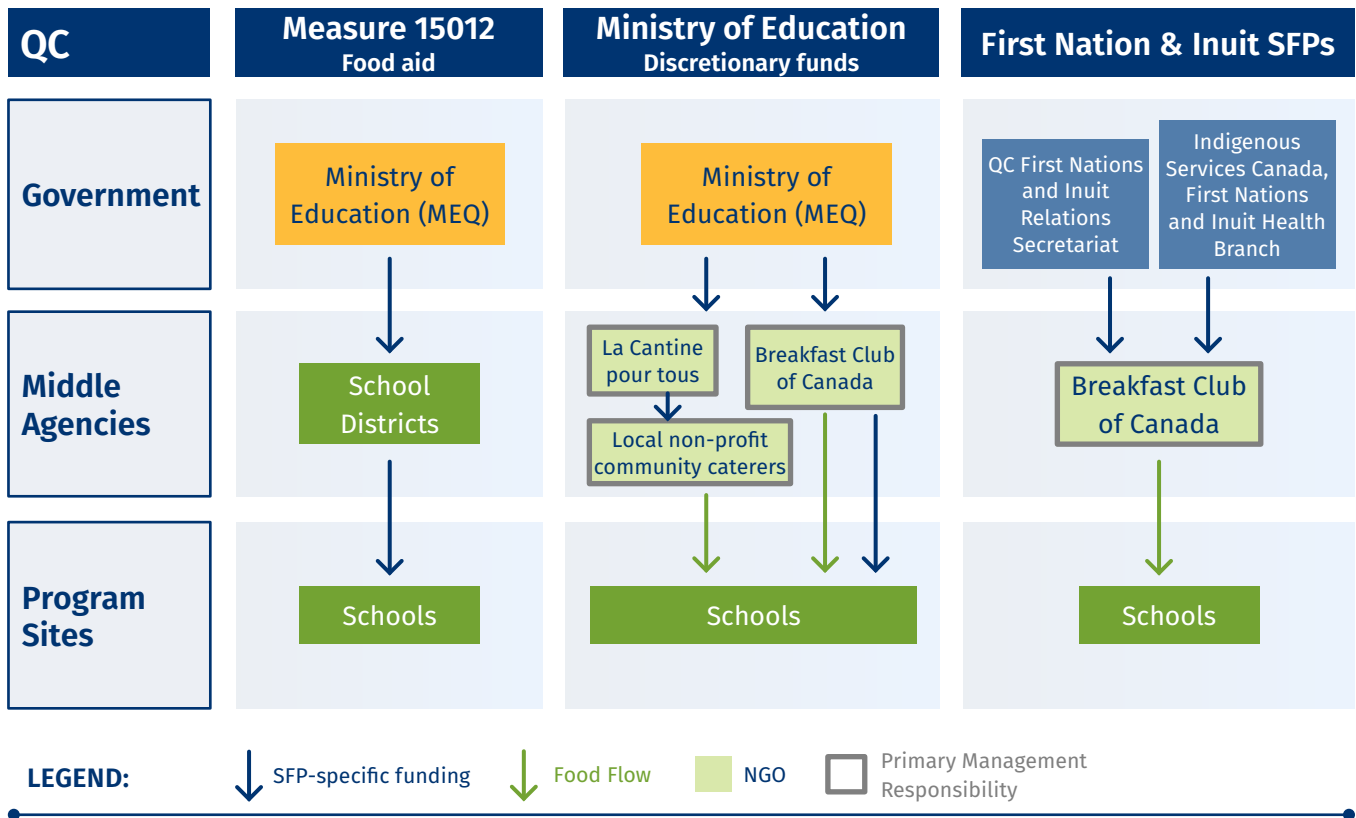 QC
Measure 15012
Food aid
Ministry of Education
Discretionary funds
First Nation & Inuit SFPs
Government
Ministry of
Education (MEQ)
Ministry of
Education (MEQ)
QC First Nations
and Inuit
Relations
Secretariat
Indigenous
Services Canada,
First Nations
and Inuit Health
Branch
Middle
Agencies
School
Districts
La Cantine
pour tous
Breakfast Club
of Canada
Local non-profit
community caterers
Breakfast Club
of Canada
Program
Sites
Schools
Schools
Schools
LEGEND:
SFP-specific funding
Food Flow
NGO
Primary Management
Responsibility